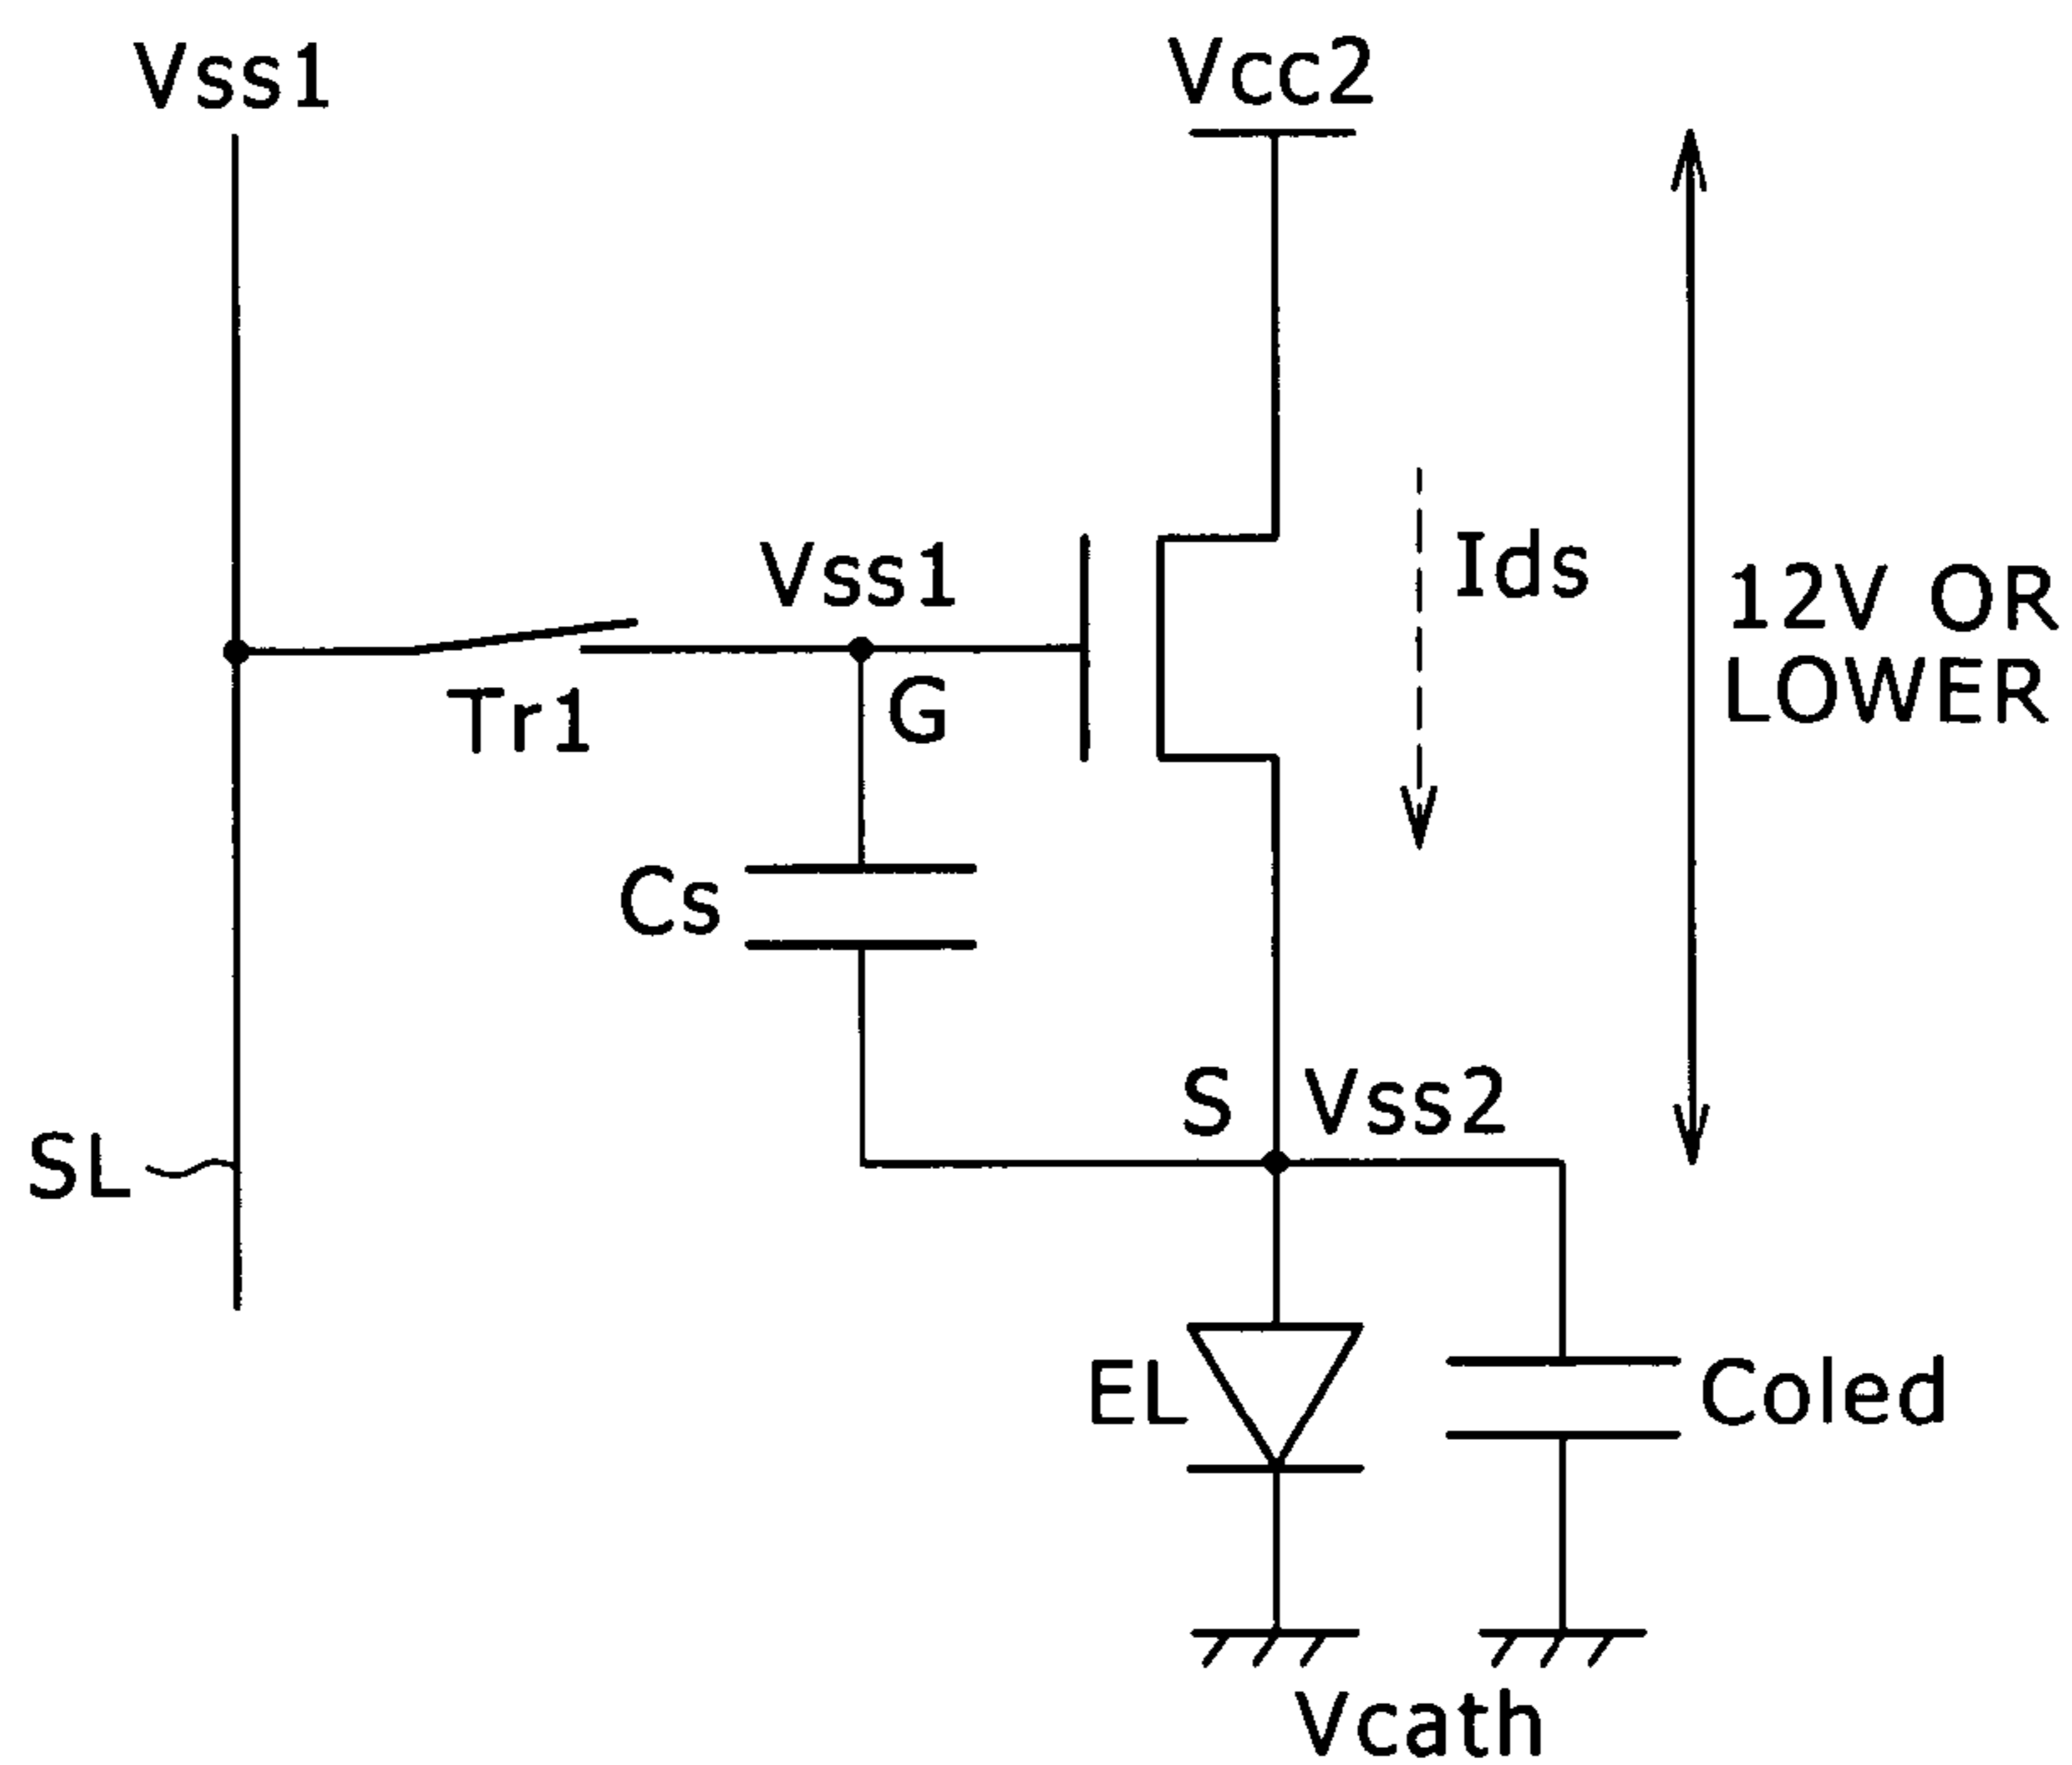 Vss1
Vcc2
Vss1
Ids
12V OR
LOWER
Tr1
G
Cs
S
Vss2
SL
EL
Coled
Vcath